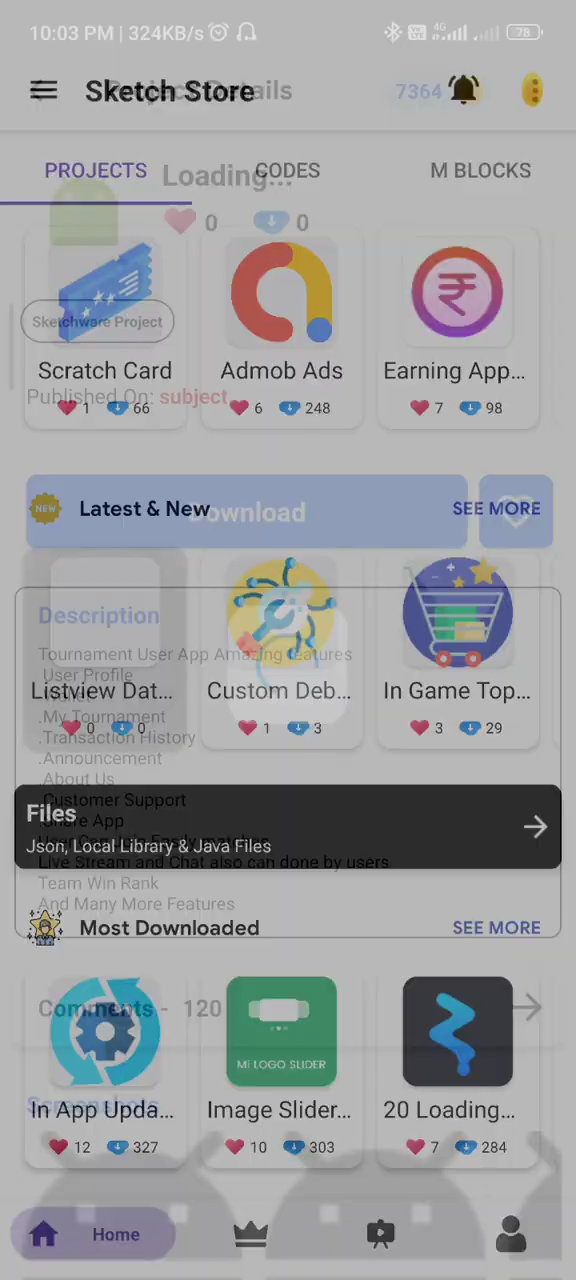 10:03 PM | 324KB/s
4G
78
Sketch Store
Project Details
7364
PROJECTS
CODES
M BLOCKS
Loading...
0
0
Sketchware Project
Scratch Card
Admob Ads
Earning App...
Published On: subject
1
66
6
248
7
98
NEW
Latest & New
Download
SEE MORE
Description
Tournament User App Amazing features
User Profile
Listview Dat...
Custom Deb...
In Game Top...
.My Tournament
0
0
1
3
3
29
.Transaction History
.Announcement
About Us
Customer Support
Files
.Share App
Json, Local Library & Java Files
Live Stream and Chat also can done by users
Team Win Rank
And Many More Features
Most Downloaded
SEE MORE
Comments - 120
MI LOGO SLIDER
Screenshots
In App Upda...
Image Slider...
20 Loading...
12
327
10
303
7
284
Home